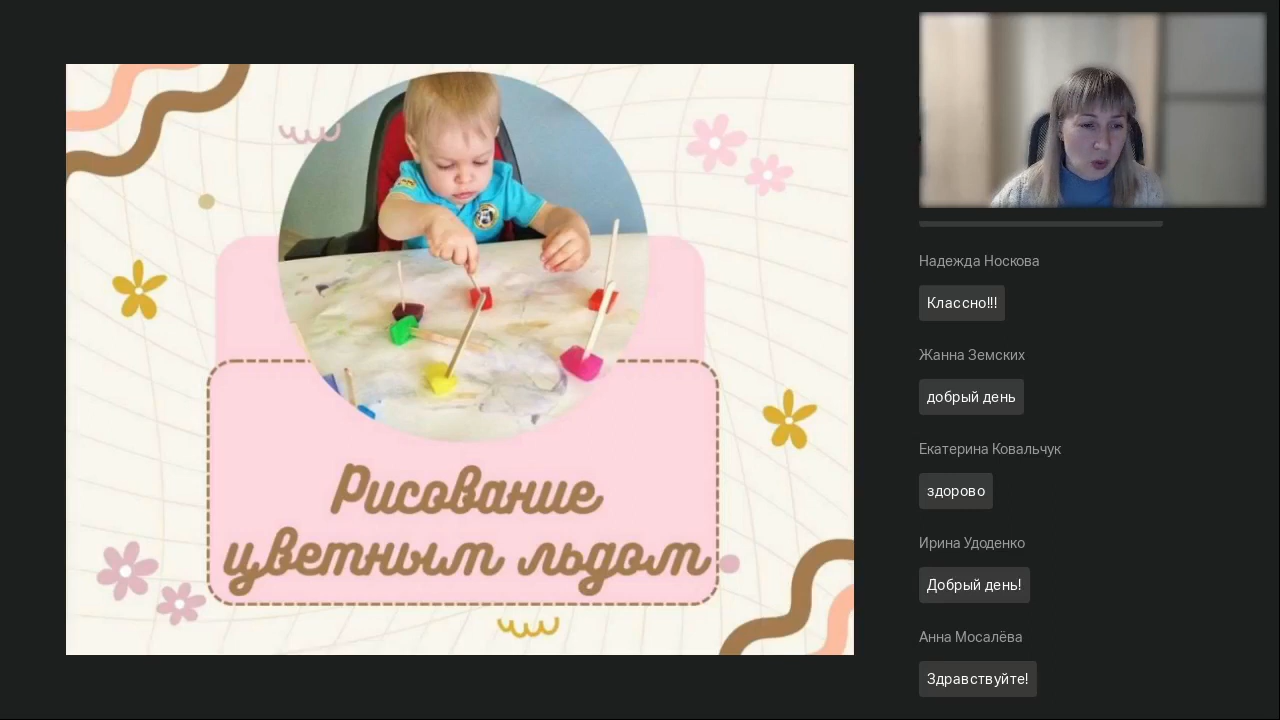 Рисование
цветным льдом
Надежда Носкова
Классно!!!
Жанна Земских
добрый день
Екатерина Ковальчук
здорово
Ирина Удоденко
Добрый день!
Анна Мосалёва
Здравствуйте!